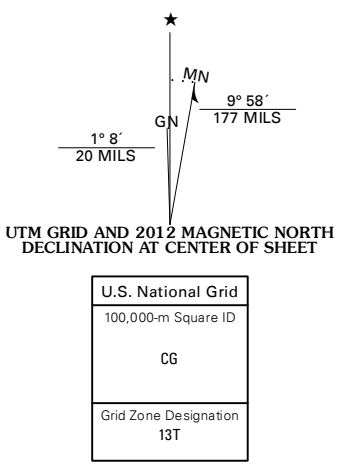 ★
MN
GN
9° 58´
177 MILS
1° 8´
20 MILS
UTM GRID AND 2012 MAGNETIC NORTH
DECLINATION AT CENTER OF SHEET
U.S. National Grid
100,000-m Square ID
CG
Grid Zone Designation
13T